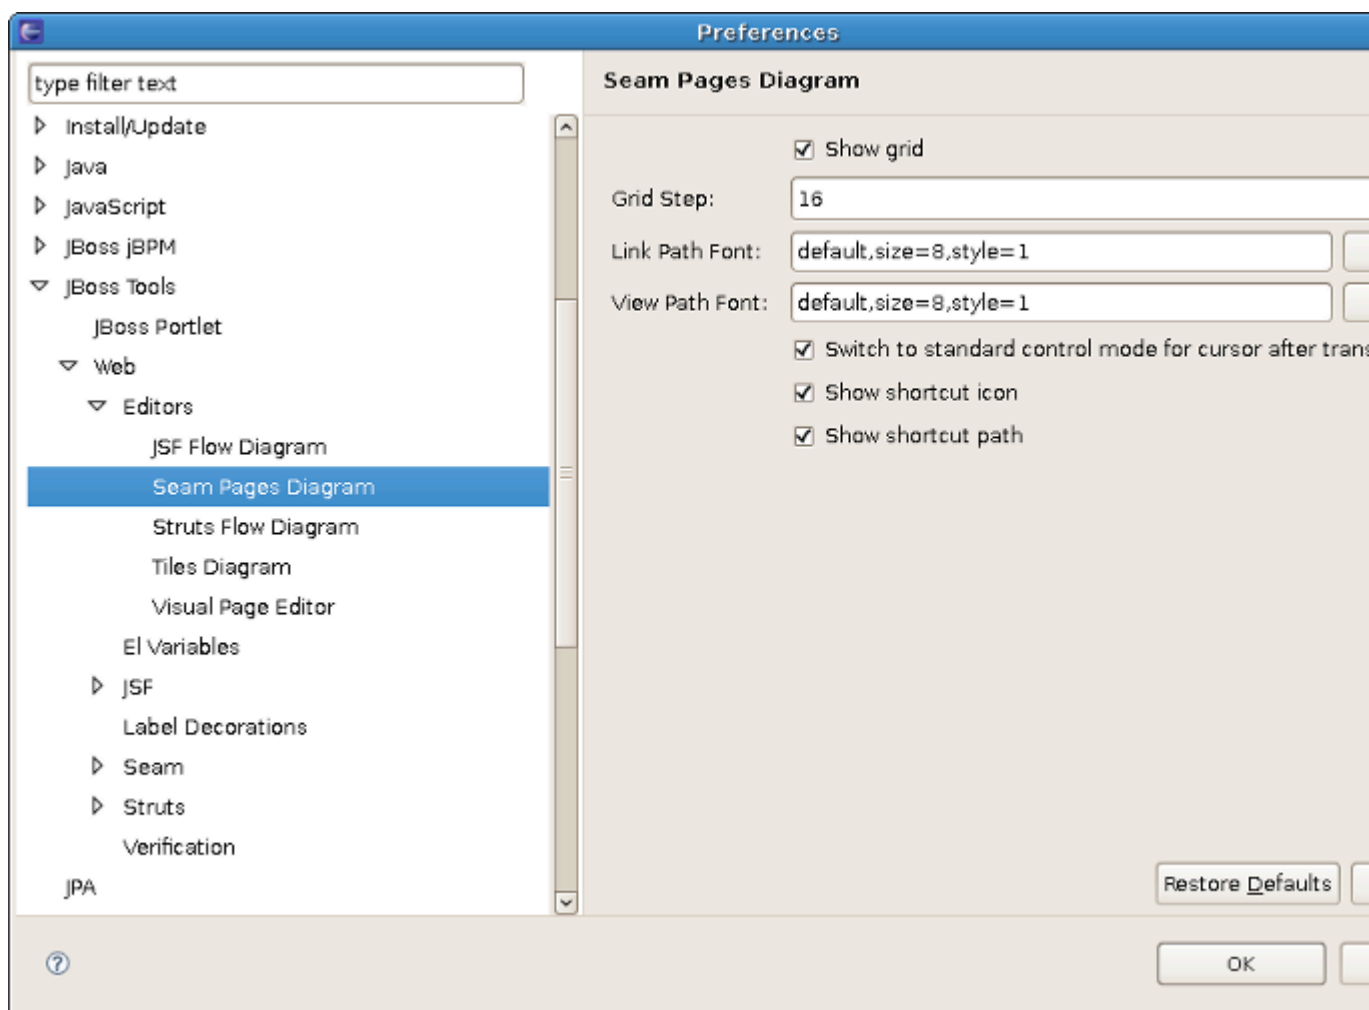 Preferences
type filter text
Install/Update
Java
JavaScript
JBoss jBPM
JBoss Tools
JBoss Portlet
Web
Editors
JSF Flow Diagram
Seam Pages Diagram
Struts Flow Diagram
Tiles Diagram
Visual Page Editor
El Variables
JSF
Label Decorations
Seam
Struts
Verification
JPA
Seam Pages Diagram
Show grid
Grid Step: 16
Link Path Font: default,size=8,style=1
View Path Font: default,size=8,style=1
Switch to standard control mode for cursor after trans
Show shortcut icon
Show shortcut path
Restore Defaults
?
OK